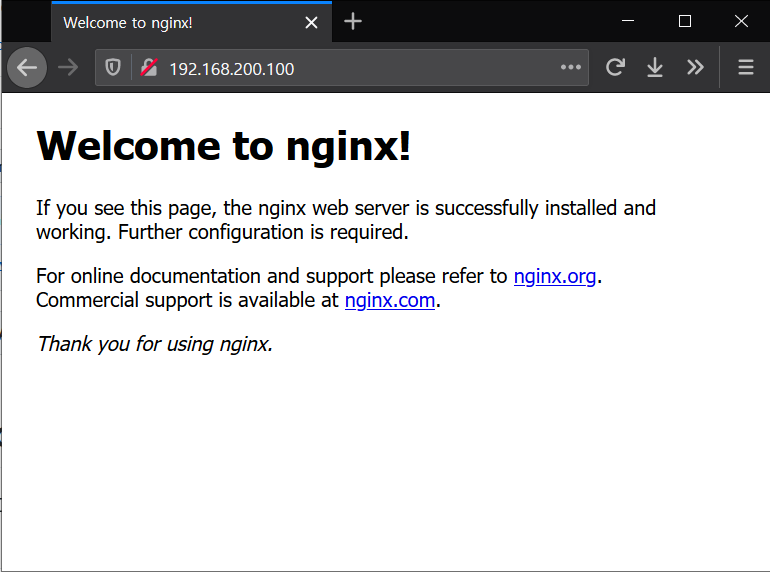 Welcome to nginx!
192.168.200.100
Welcome to nginx!
If you see this page, the nginx web server is successfully installed and
working. Further configuration is required.
For online documentation and support please refer to nginx.org.
Commercial support is available at nginx.com.
Thank you for using nginx.